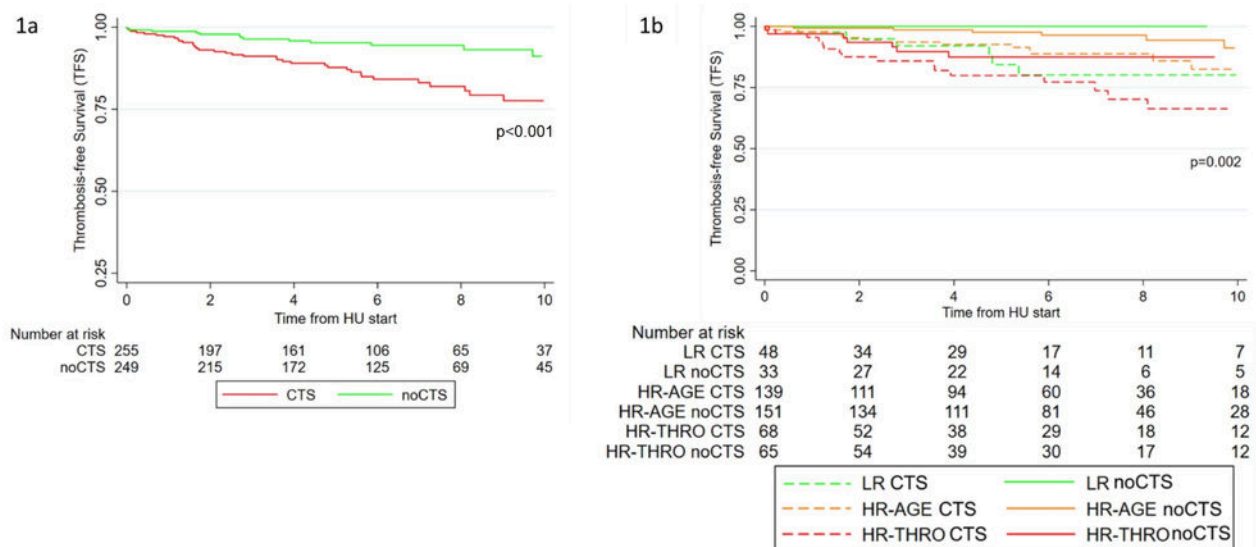 1a
Thrombosis-free Survival (TFS)
1.00
0.75
0.50
0.25
p<0.001
0 2 4 6 8 10
Time from HU start
Number at risk
CTS 255 197 161 106 65 37
noCTS 249 215 172 125 69 45
CTS noCTS
1b
Thrombosis-free Survival (TFS)
1.00
0.75
0.50
0.25
0.00
p=0.002
0 2 4 6 8 10
Time from HU start
Number at risk
LR CTS 48 34 29 17 11 7
LR noCTS 33 27 22 14 6 5
HR-AGE CTS 139 111 94 60 36 18
HR-AGE noCTS 151 134 111 81 46 28
HR-THRO CTS 68 52 38 29 18 12
HR-THRO noCTS 65 54 39 30 17 12
LR CTS LR noCTS
HR-AGE CTS HR-AGE noCTS
HR-THRO CTS HR-THRO noCTS